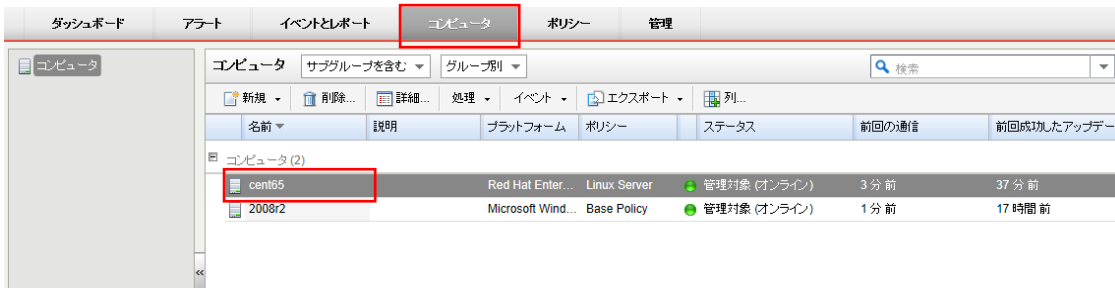 ダッシュボード アラート イベントとレポート コンピュータ ポリシー 管理
コンピュータ
コンピュータ サブグループを含む グループ別 検索
新規 削除... 詳細... 処理 イベント エクスポート 列...
名前 説明 プラットフォーム ポリシー ステータス 前回の通信 前回成功したアップデー
コンピュータ (2)
cent65 Red Hat Enter... Linux Server 管理対象 (オンライン) 3 分 前 37 分 前
2008r2 Microsoft Wind... Base Policy 管理対象 (オンライン) 1 分 前 17 時間 前